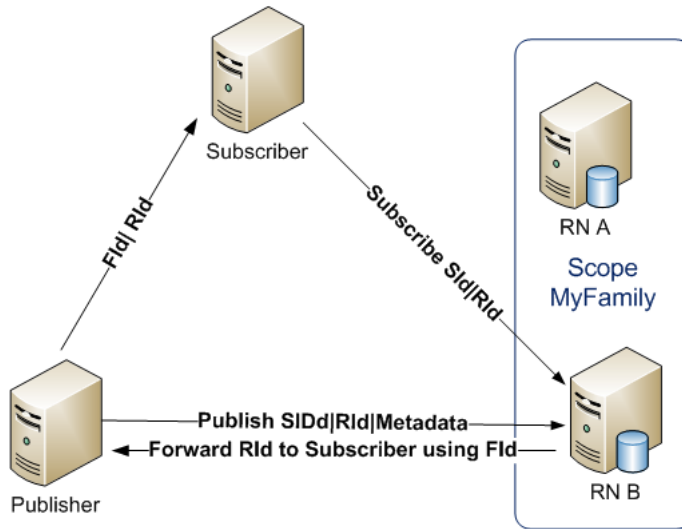 Subscriber
FId| RId
Subscribe SId|RId
RN A
Scope
MyFamily
Publish SIDd|RId|Metadata
Forward RId to Subscriber using FId
Publisher
RN B